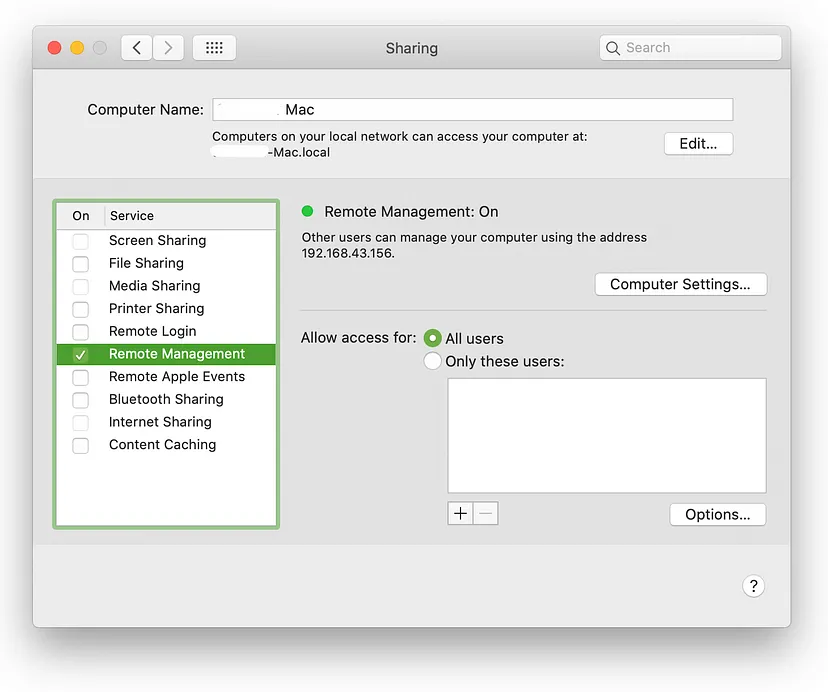 Sharing
Search
Computer Name: Mac
Computers on your local network can access your computer at:
-Mac.local
Edit...
On Service
Screen Sharing
File Sharing
Media Sharing
Printer Sharing
Remote Login
Remote Management
Remote Apple Events
Bluetooth Sharing
Internet Sharing
Content Caching
Remote Management: On
Other users can manage your computer using the address
192.168.43.156.
Computer Settings...
Allow access for: All users
Only these users:
+ −
Options...
?